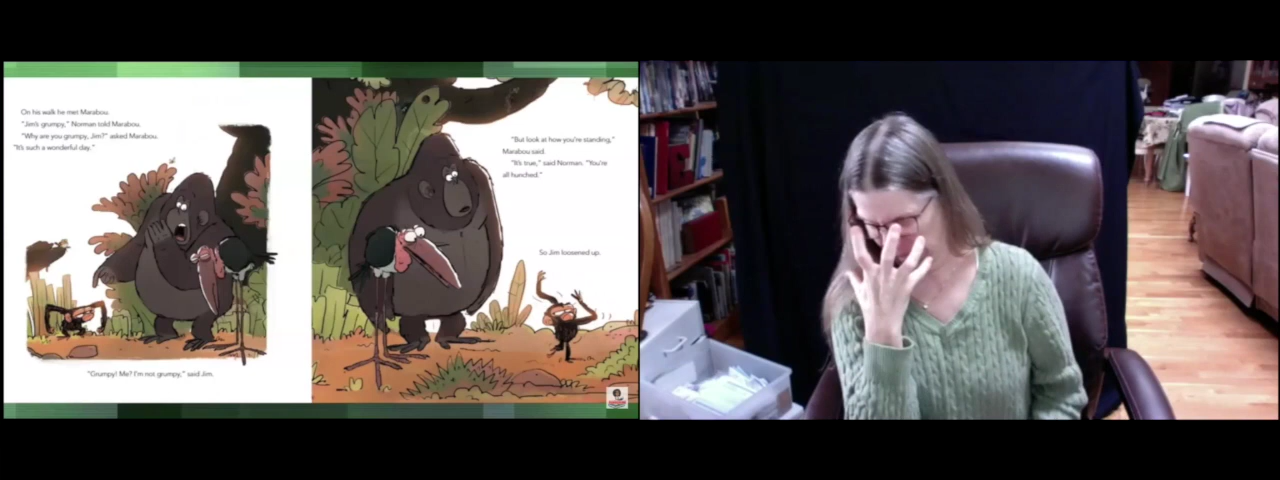 On his walk he met Marabou.
"Jim's grumpy," Norman told Marabou.
"Why are you grumpy, Jim?" asked Marabou.
"It's such a wonderful day."
"Grumpy! Me? I'm not grumpy," said Jim.
"But look at how you're standing,"
Marabou said.
"It's true," said Norman. "You're
all hunched."
So Jim loosened up.